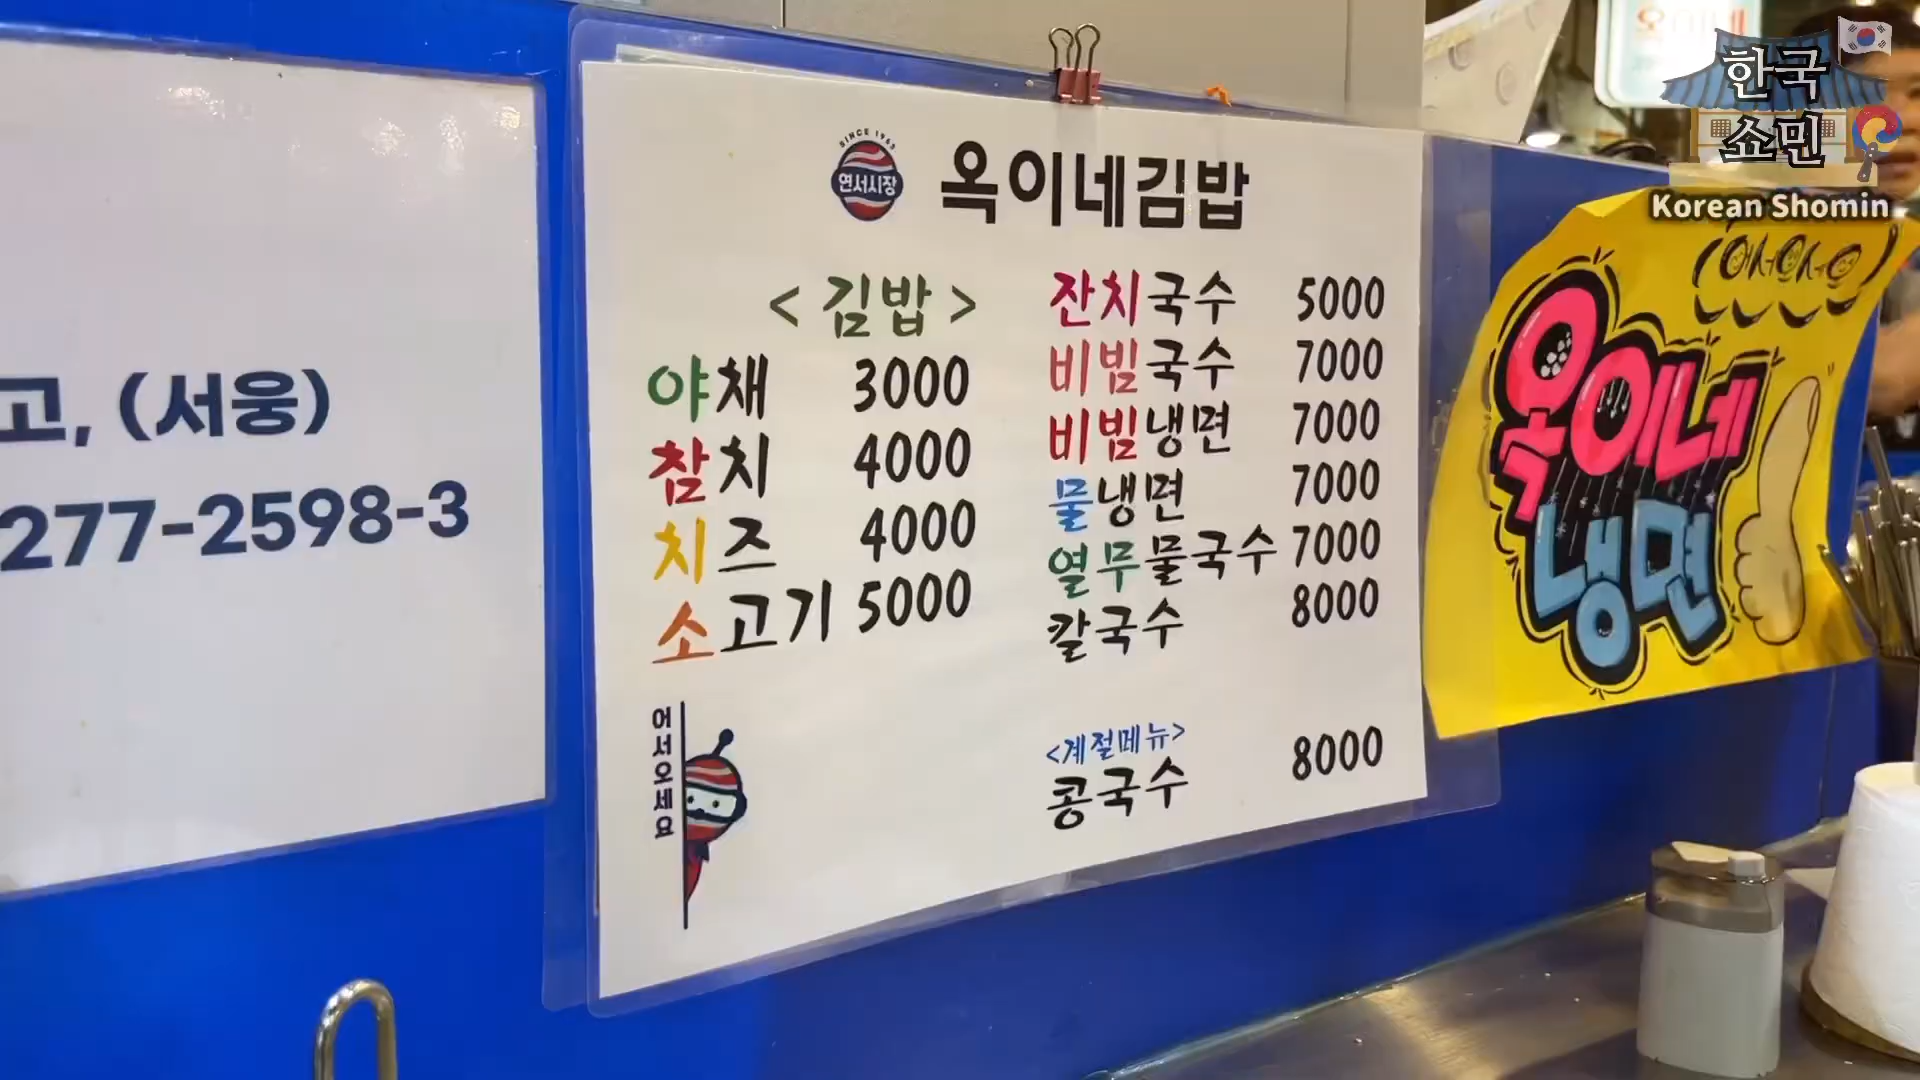 고, (서웅)
277-2598-3
SINCE 1963
연서시장
옥이네김밥
< 김밥 >
야채 3000
참치 4000
치즈 4000
소고기 5000
잔치국수 5000
비빔국수 7000
비빔냉면 7000
물냉면 7000
열무물국수 7000
칼국수 8000
<계절메뉴>
콩국수 8000
어서오세요
옥이네
냉면
한국
쇼민
Korean Shomin